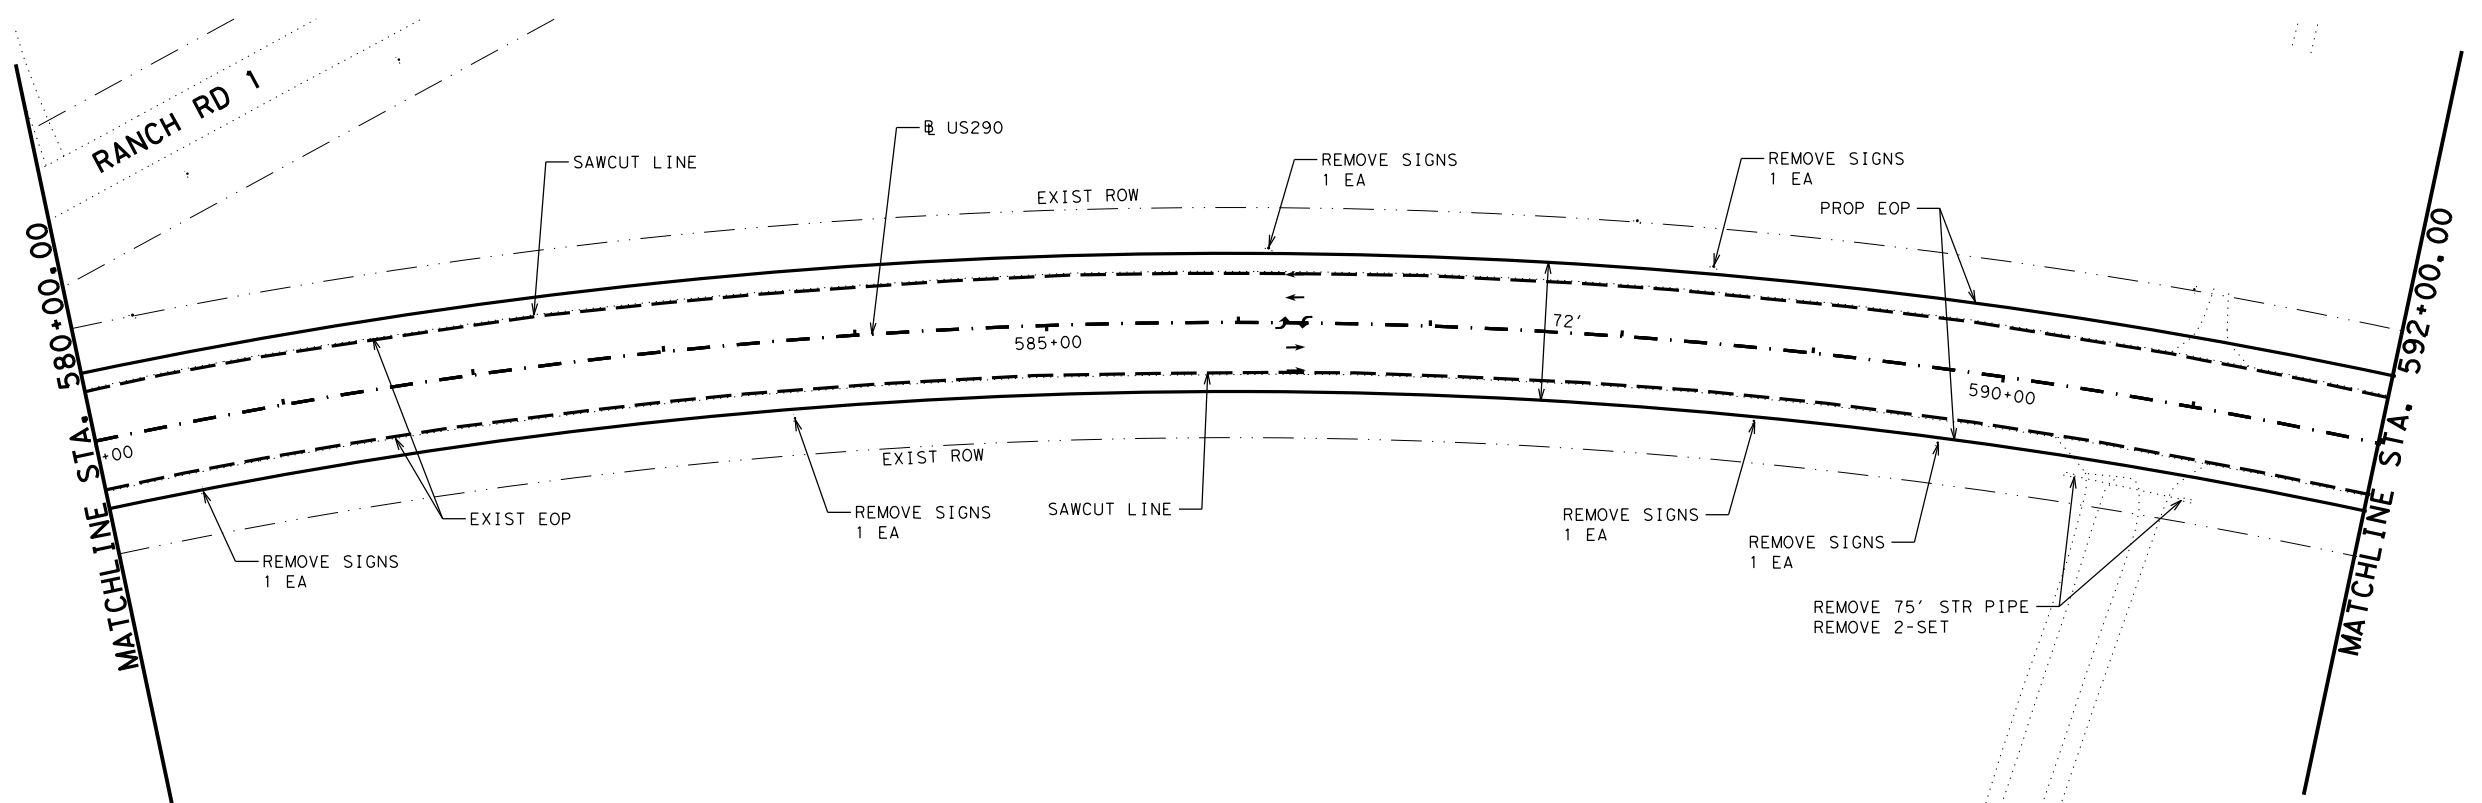 RANCH RD 1
SAWCUT LINE
BL US290
EXIST ROW
REMOVE SIGNS
1 EA
REMOVE SIGNS
1 EA
PROP EOP
MATCHLINE STA. 580+00.00
MATCHLINE STA. 592+00.00
72'
585+00
590+00
+00
EXIST ROW
EXIST EOP
REMOVE SIGNS
1 EA
REMOVE SIGNS
1 EA
SAWCUT LINE
REMOVE SIGNS
1 EA
REMOVE SIGNS
1 EA
REMOVE 75' STR PIPE
REMOVE 2-SET